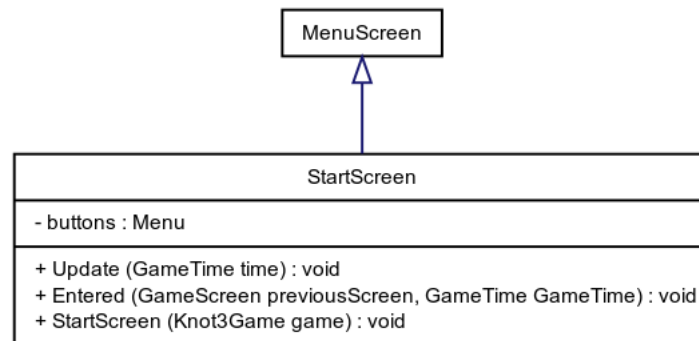 MenuScreen
StartScreen
- buttons : Menu
+ Update (GameTime time) : void
+ Entered (GameScreen previousScreen, GameTime GameTime) : void
+ StartScreen (Knot3Game game) : void